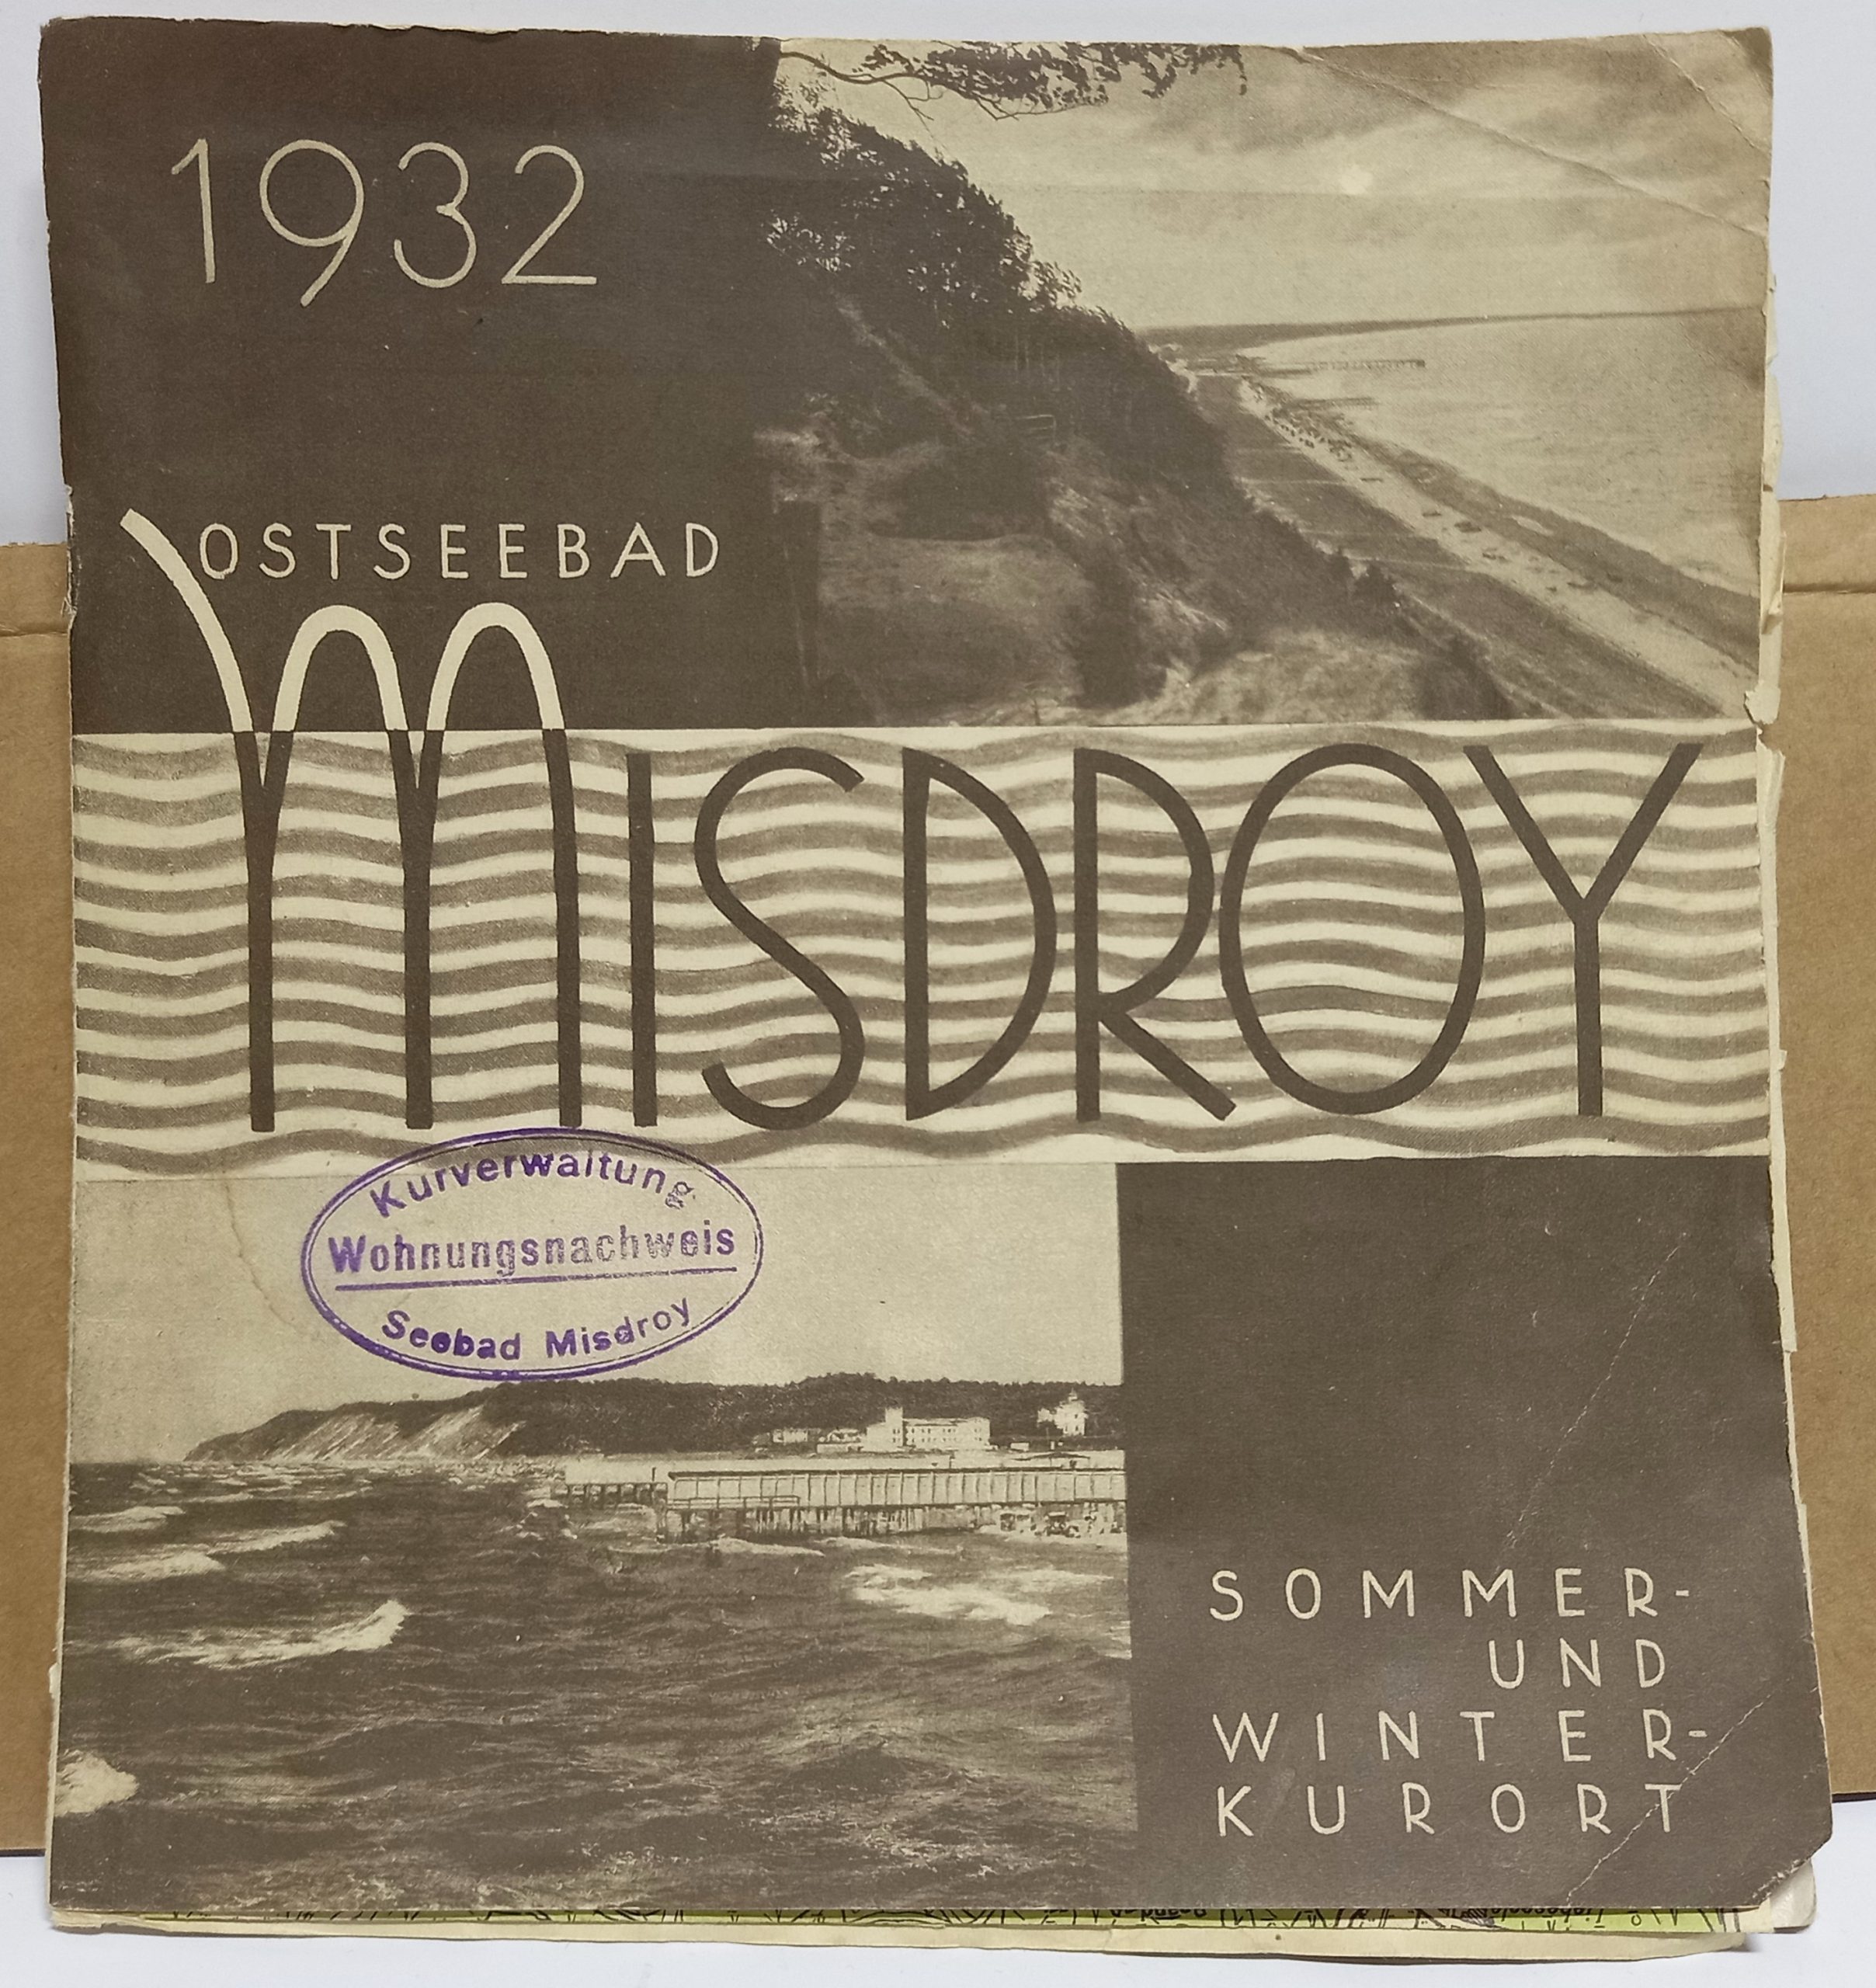 1932
OSTSEEBAD
MISDROY
Kurverwaltung
Wohnungsnachweis
Seebad Misdroy
SOMMER-
UND
WINTER-
KURORT